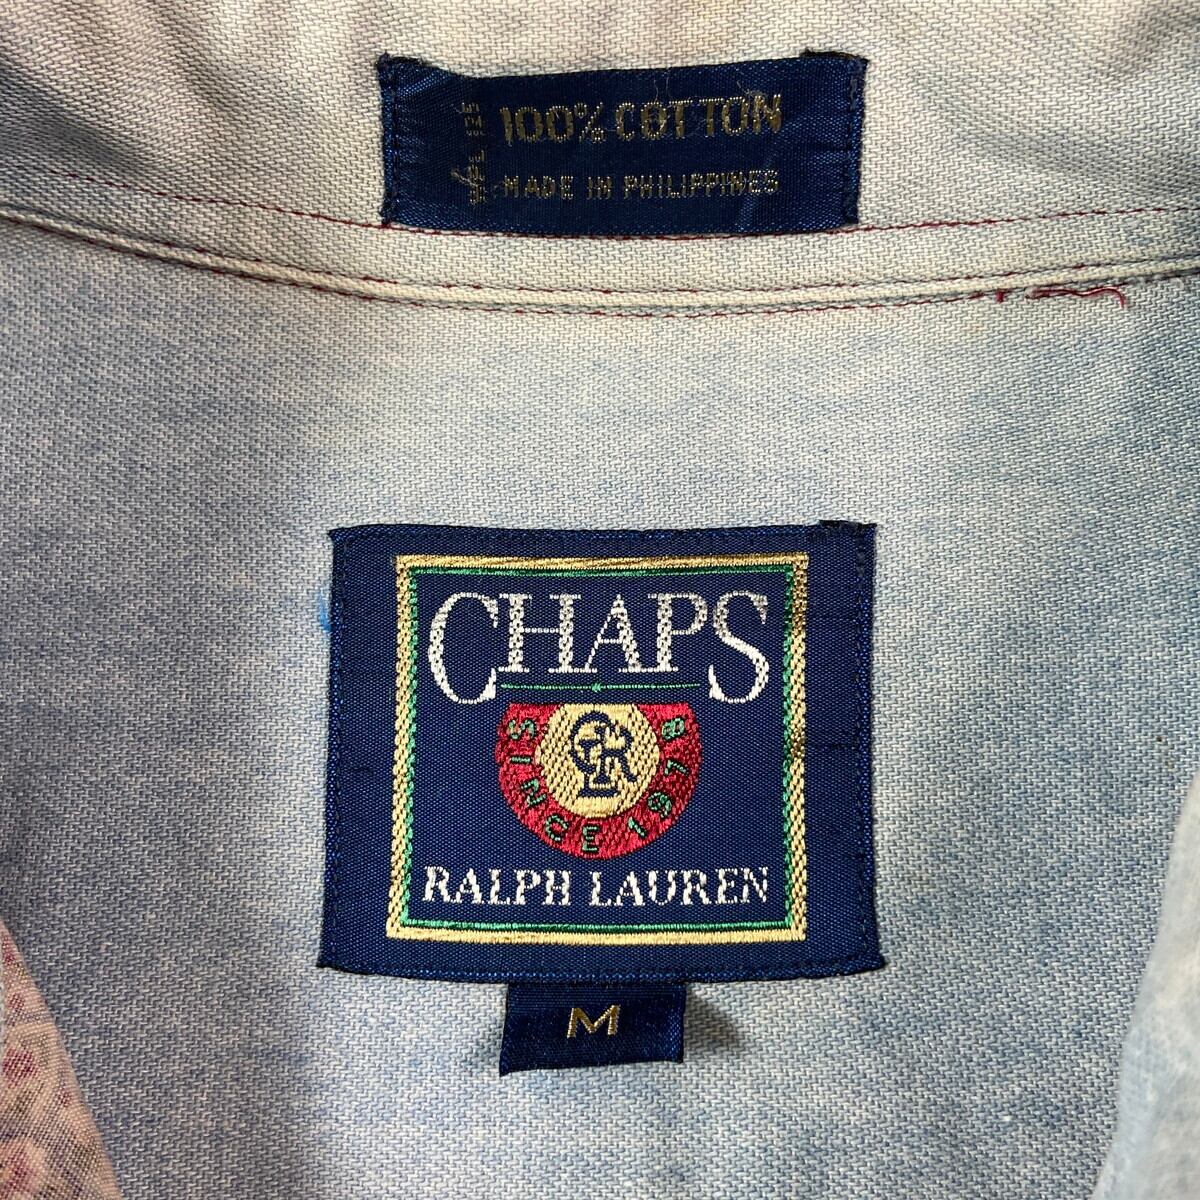 100% COTTON
MADE IN PHILIPPINES
CHAPS
SINCE 1978
RALPH LAUREN
M